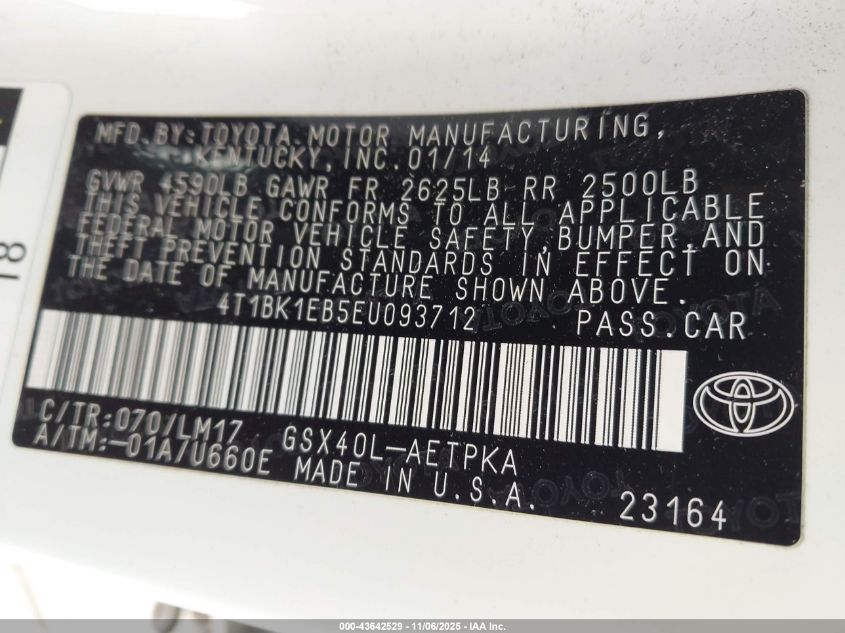 MFD.BY:TOYOTA MOTOR MANUFACTURING,
KENTUCKY,INC.01/14
GVWR 4590LB GAWR FR 2625LB RR 2500LB
THIS VEHICLE CONFORMS TO ALL APPLICABLE
FEDERAL MOTOR VEHICLE SAFETY,BUMPER,AND
THEFT PREVENTION STANDARDS IN EFFECT ON
THE DATE OF MANUFACTURE SHOWN ABOVE.
4T1BK1EB5EU093712 PASS.CAR
C/TR:070/LM17 GSX40L-AETPKA
A/TM:-01A/U660E MADE IN U.S.A.
23164
000-43642529 - 11/06/2025 - IAA Inc.